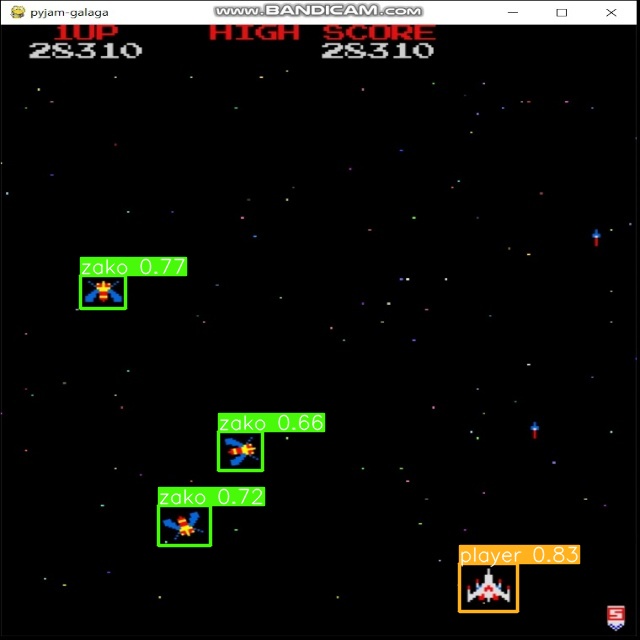 pyjam-galaga
www.BANDICAM.com
1UP HIGH SCORE
28310 28310
zako 0.77
zako 0.66
zako 0.72
player 0.83
5